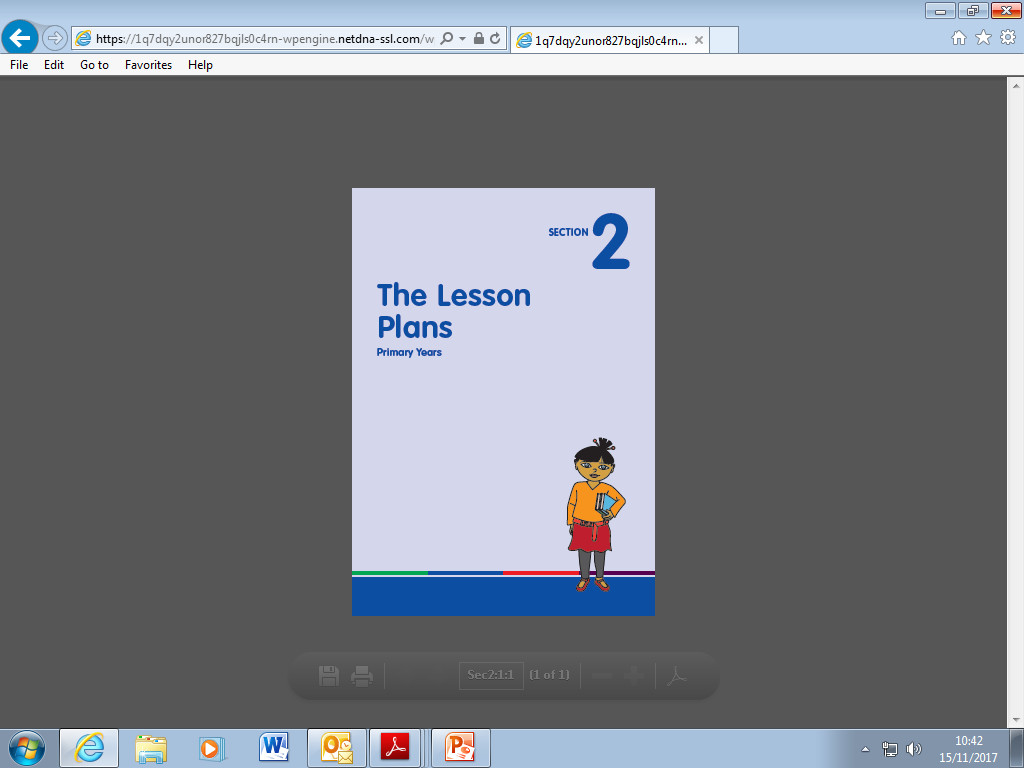 https://1q7dqy2unor827bqjls0c4rn-wpengine.netdna-ssl.com/w
1q7dqy2unor827bqjls0c4rn...
File Edit Go to Favorites Help
SECTION 2
The Lesson
Plans
Primary Years
Sec2:1:1 (1 of 1)
10:42
15/11/2017